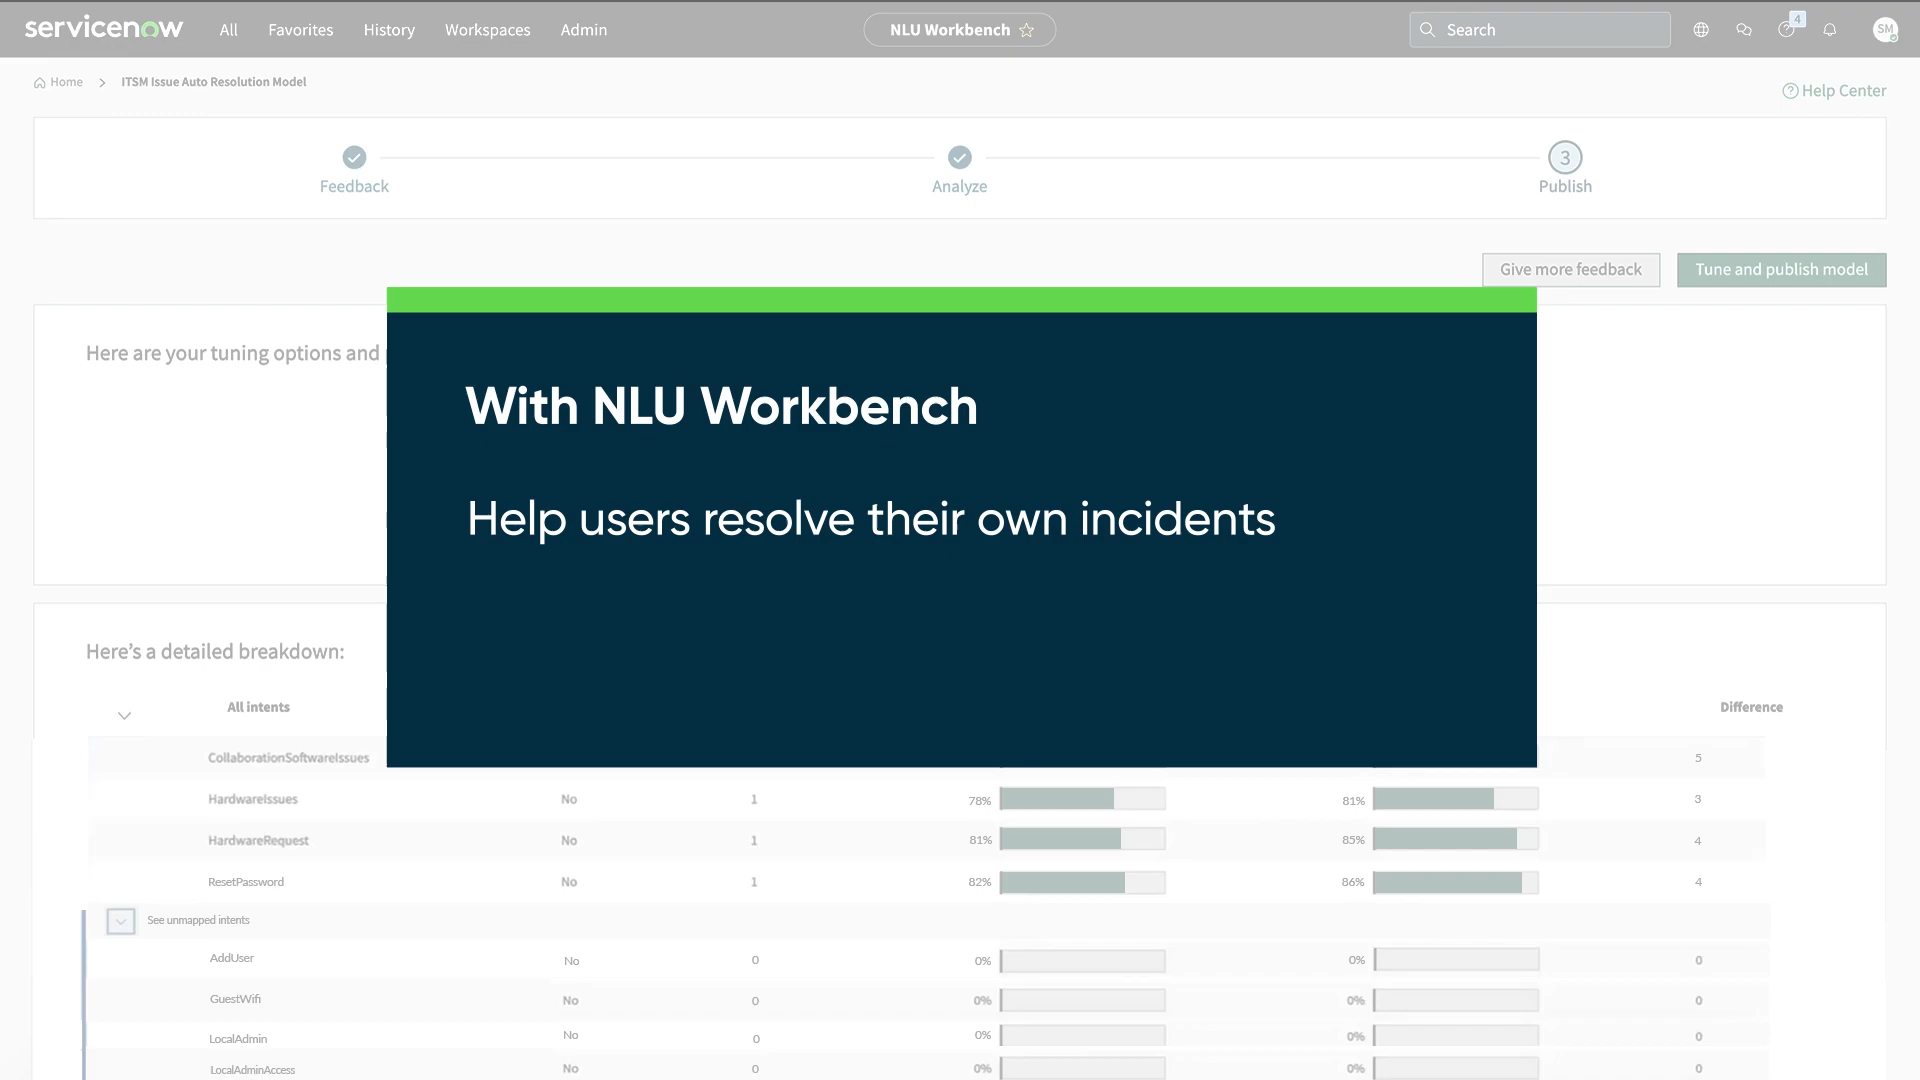 servicenow All Favorites History Workspaces Admin NLU Workbench Search 4 SM
Home ITSM Issue Auto Resolution Model
Help Center
3
Feedback Analyze Publish
Give more feedback Tune and publish model
Here are your tuning options and
With NLU Workbench
Help users resolve their own incidents
Here's a detailed breakdown:
All intents Difference
CollaborationSoftwareIssues 5
HardwareIssues No 1 78% 81% 3
HardwareRequest No 1 81% 85% 4
ResetPassword No 1 82% 86% 4
See unmapped intents
AddUser No 0 0% 0% 0
GuestWifi No 0 0% 0% 0
LocalAdmin No 0 0% 0% 0
LocalAdminAccess No 0 0% 0% 0